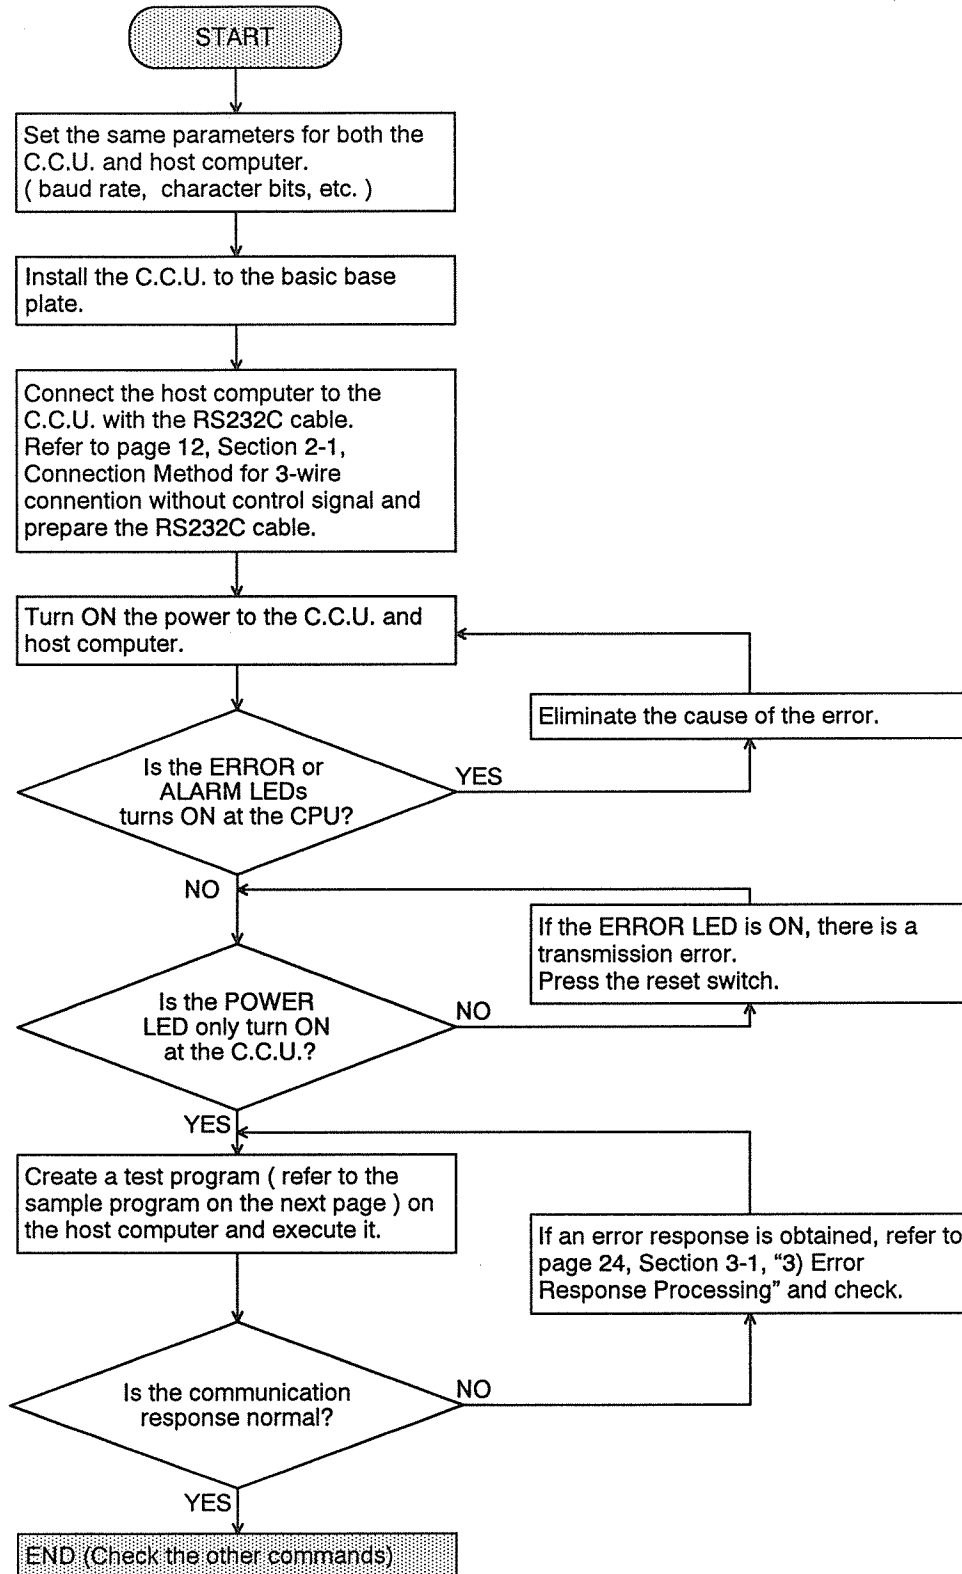 START
Set the same parameters for both the
C.C.U. and host computer.
( baud rate, character bits, etc. )
Install the C.C.U. to the basic base
plate.
Connect the host computer to the
C.C.U. with the RS232C cable.
Refer to page 12, Section 2-1,
Connection Method for 3-wire
connention without control signal and
prepare the RS232C cable.
Turn ON the power to the C.C.U. and
host computer.
Eliminate the cause of the error.
Is the ERROR or
ALARM LEDs
turns ON at the CPU?
YES
NO
If the ERROR LED is ON, there is a
transmission error.
Press the reset switch.
Is the POWER
LED only turn ON
at the C.C.U.?
NO
YES
Create a test program ( refer to the
sample program on the next page ) on
the host computer and execute it.
If an error response is obtained, refer to
page 24, Section 3-1, “3) Error
Response Processing” and check.
Is the communication
response normal?
NO
YES
END (Check the other commands)